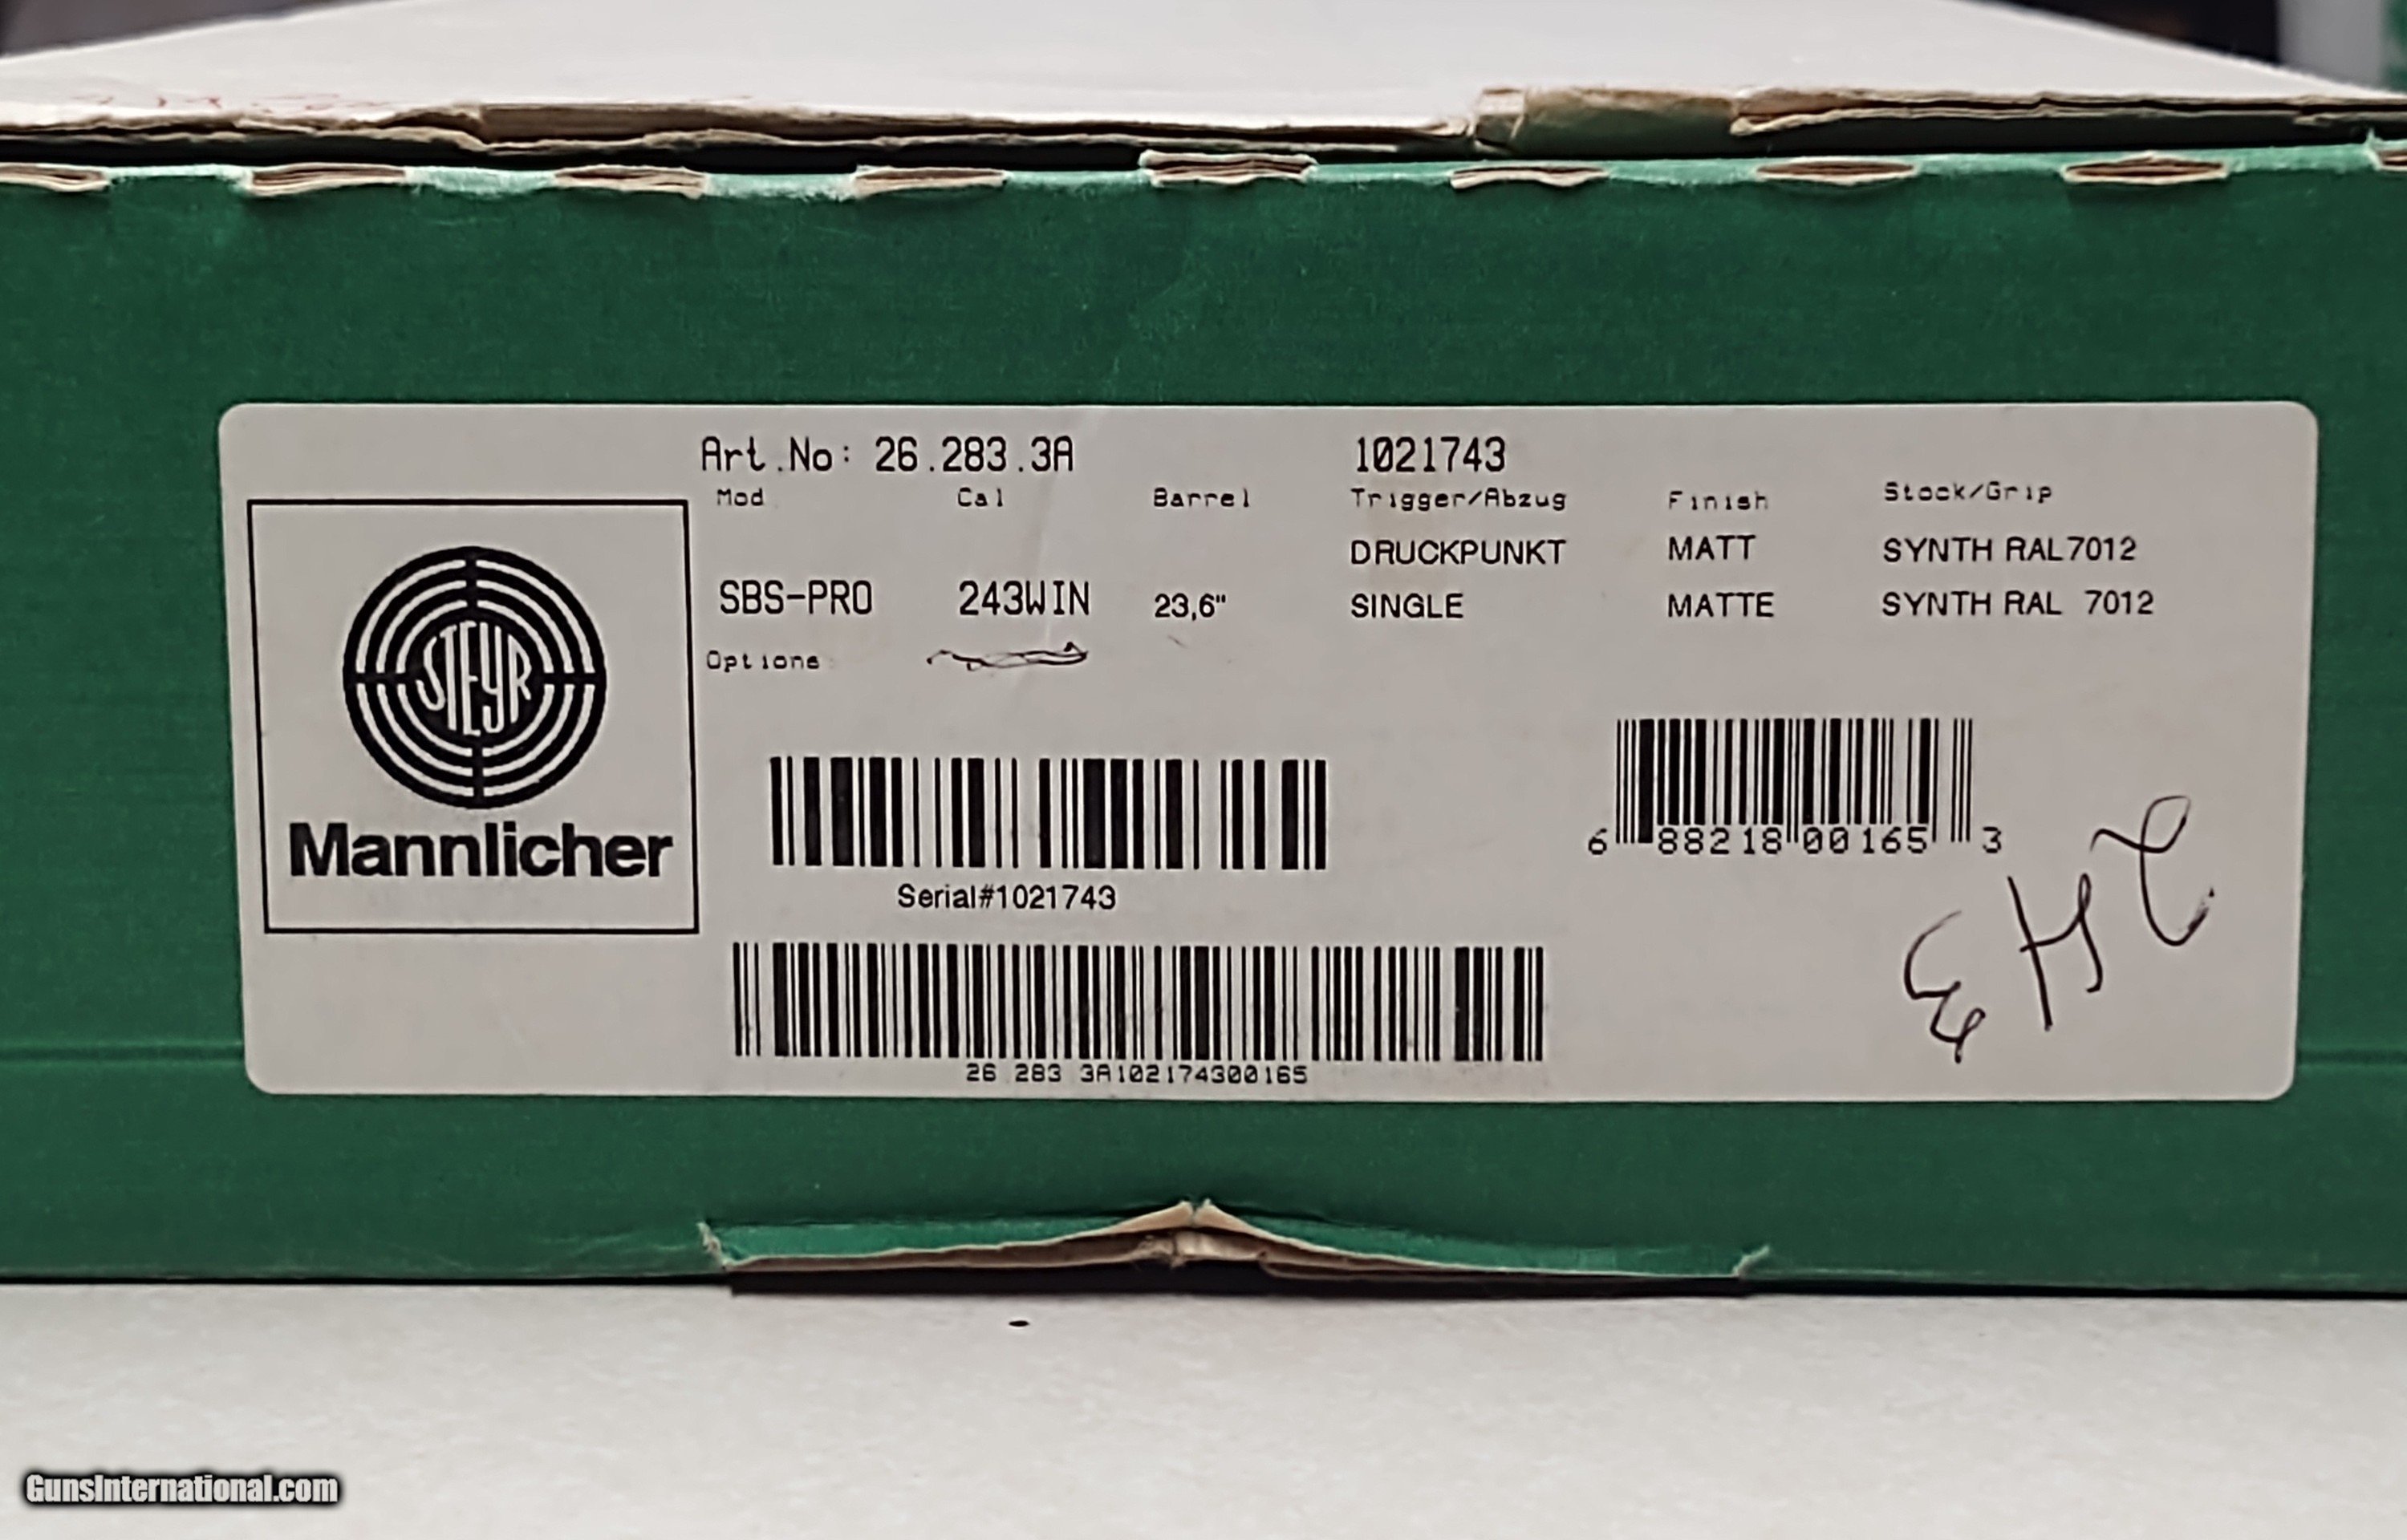 Art.No: 26.283.3A 1021743
Mod Cal Barrel Trigger/Abzug Finish Stock/Grip
DRUCKPUNKT MATT SYNTH RAL7012
SBS-PRO 243WIN 23,6" SINGLE MATTE SYNTH RAL 7012
Options
STEYR
Mannlicher
6 88218 00165 3
Serial#1021743
243
26 283 3A102174300165
GunsInternational.com